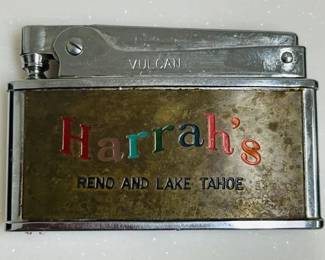 VULCAN
Harrah's
RENO AND LAKE TAHOE